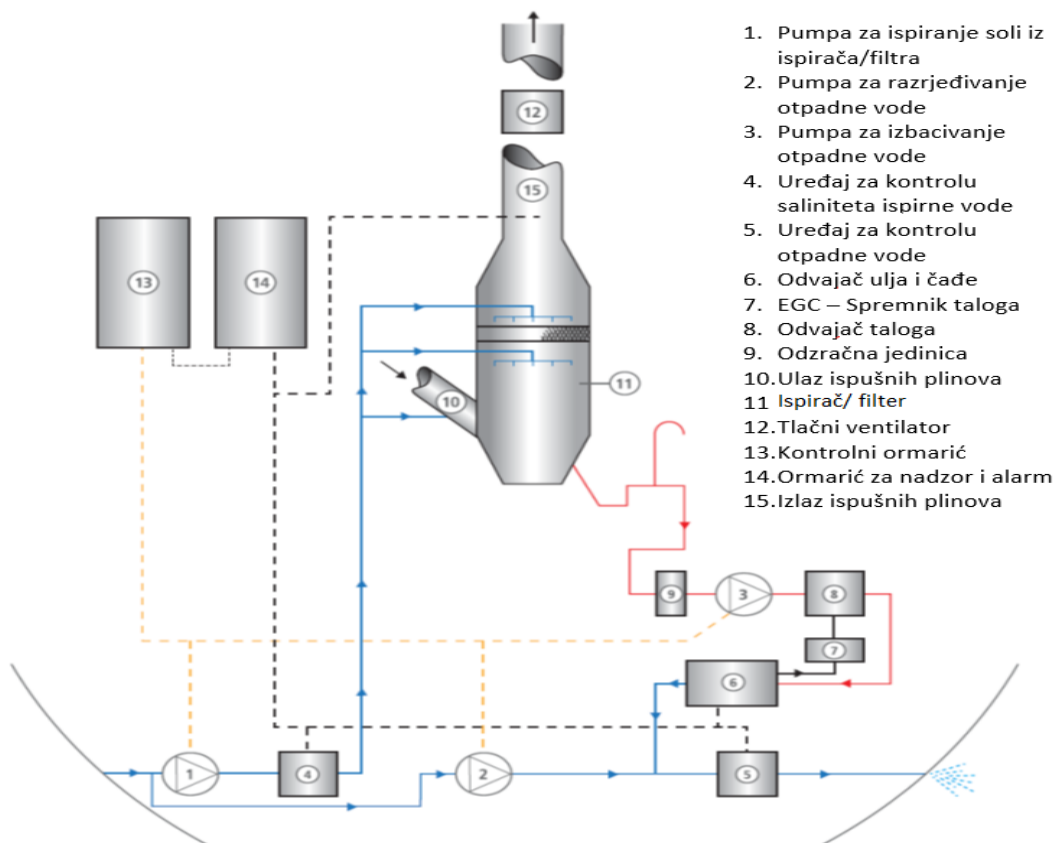 1. Pumpa za ispiranje soli iz
ispirača/filtra
2. Pumpa za razrjeđivanje
otpadne vode
3. Pumpa za izbacivanje
otpadne vode
4. Uređaj za kontrolu
saliniteta ispirne vode
5. Uređaj za kontrolu
otpadne vode
6. Odvajač ulja i čađe
7. EGC – Spremnik taloga
8. Odvajač taloga
9. Odzračna jedinica
10.Ulaz ispušnih plinova
11 Ispirač/ filter
12.Tlačni ventilator
13.Kontrolni ormarić
14.Ormarić za nadzor i alarm
15.Izlaz ispušnih plinova
12
15
13
14
11
10
9
3
8
7
6
1
4
2
5